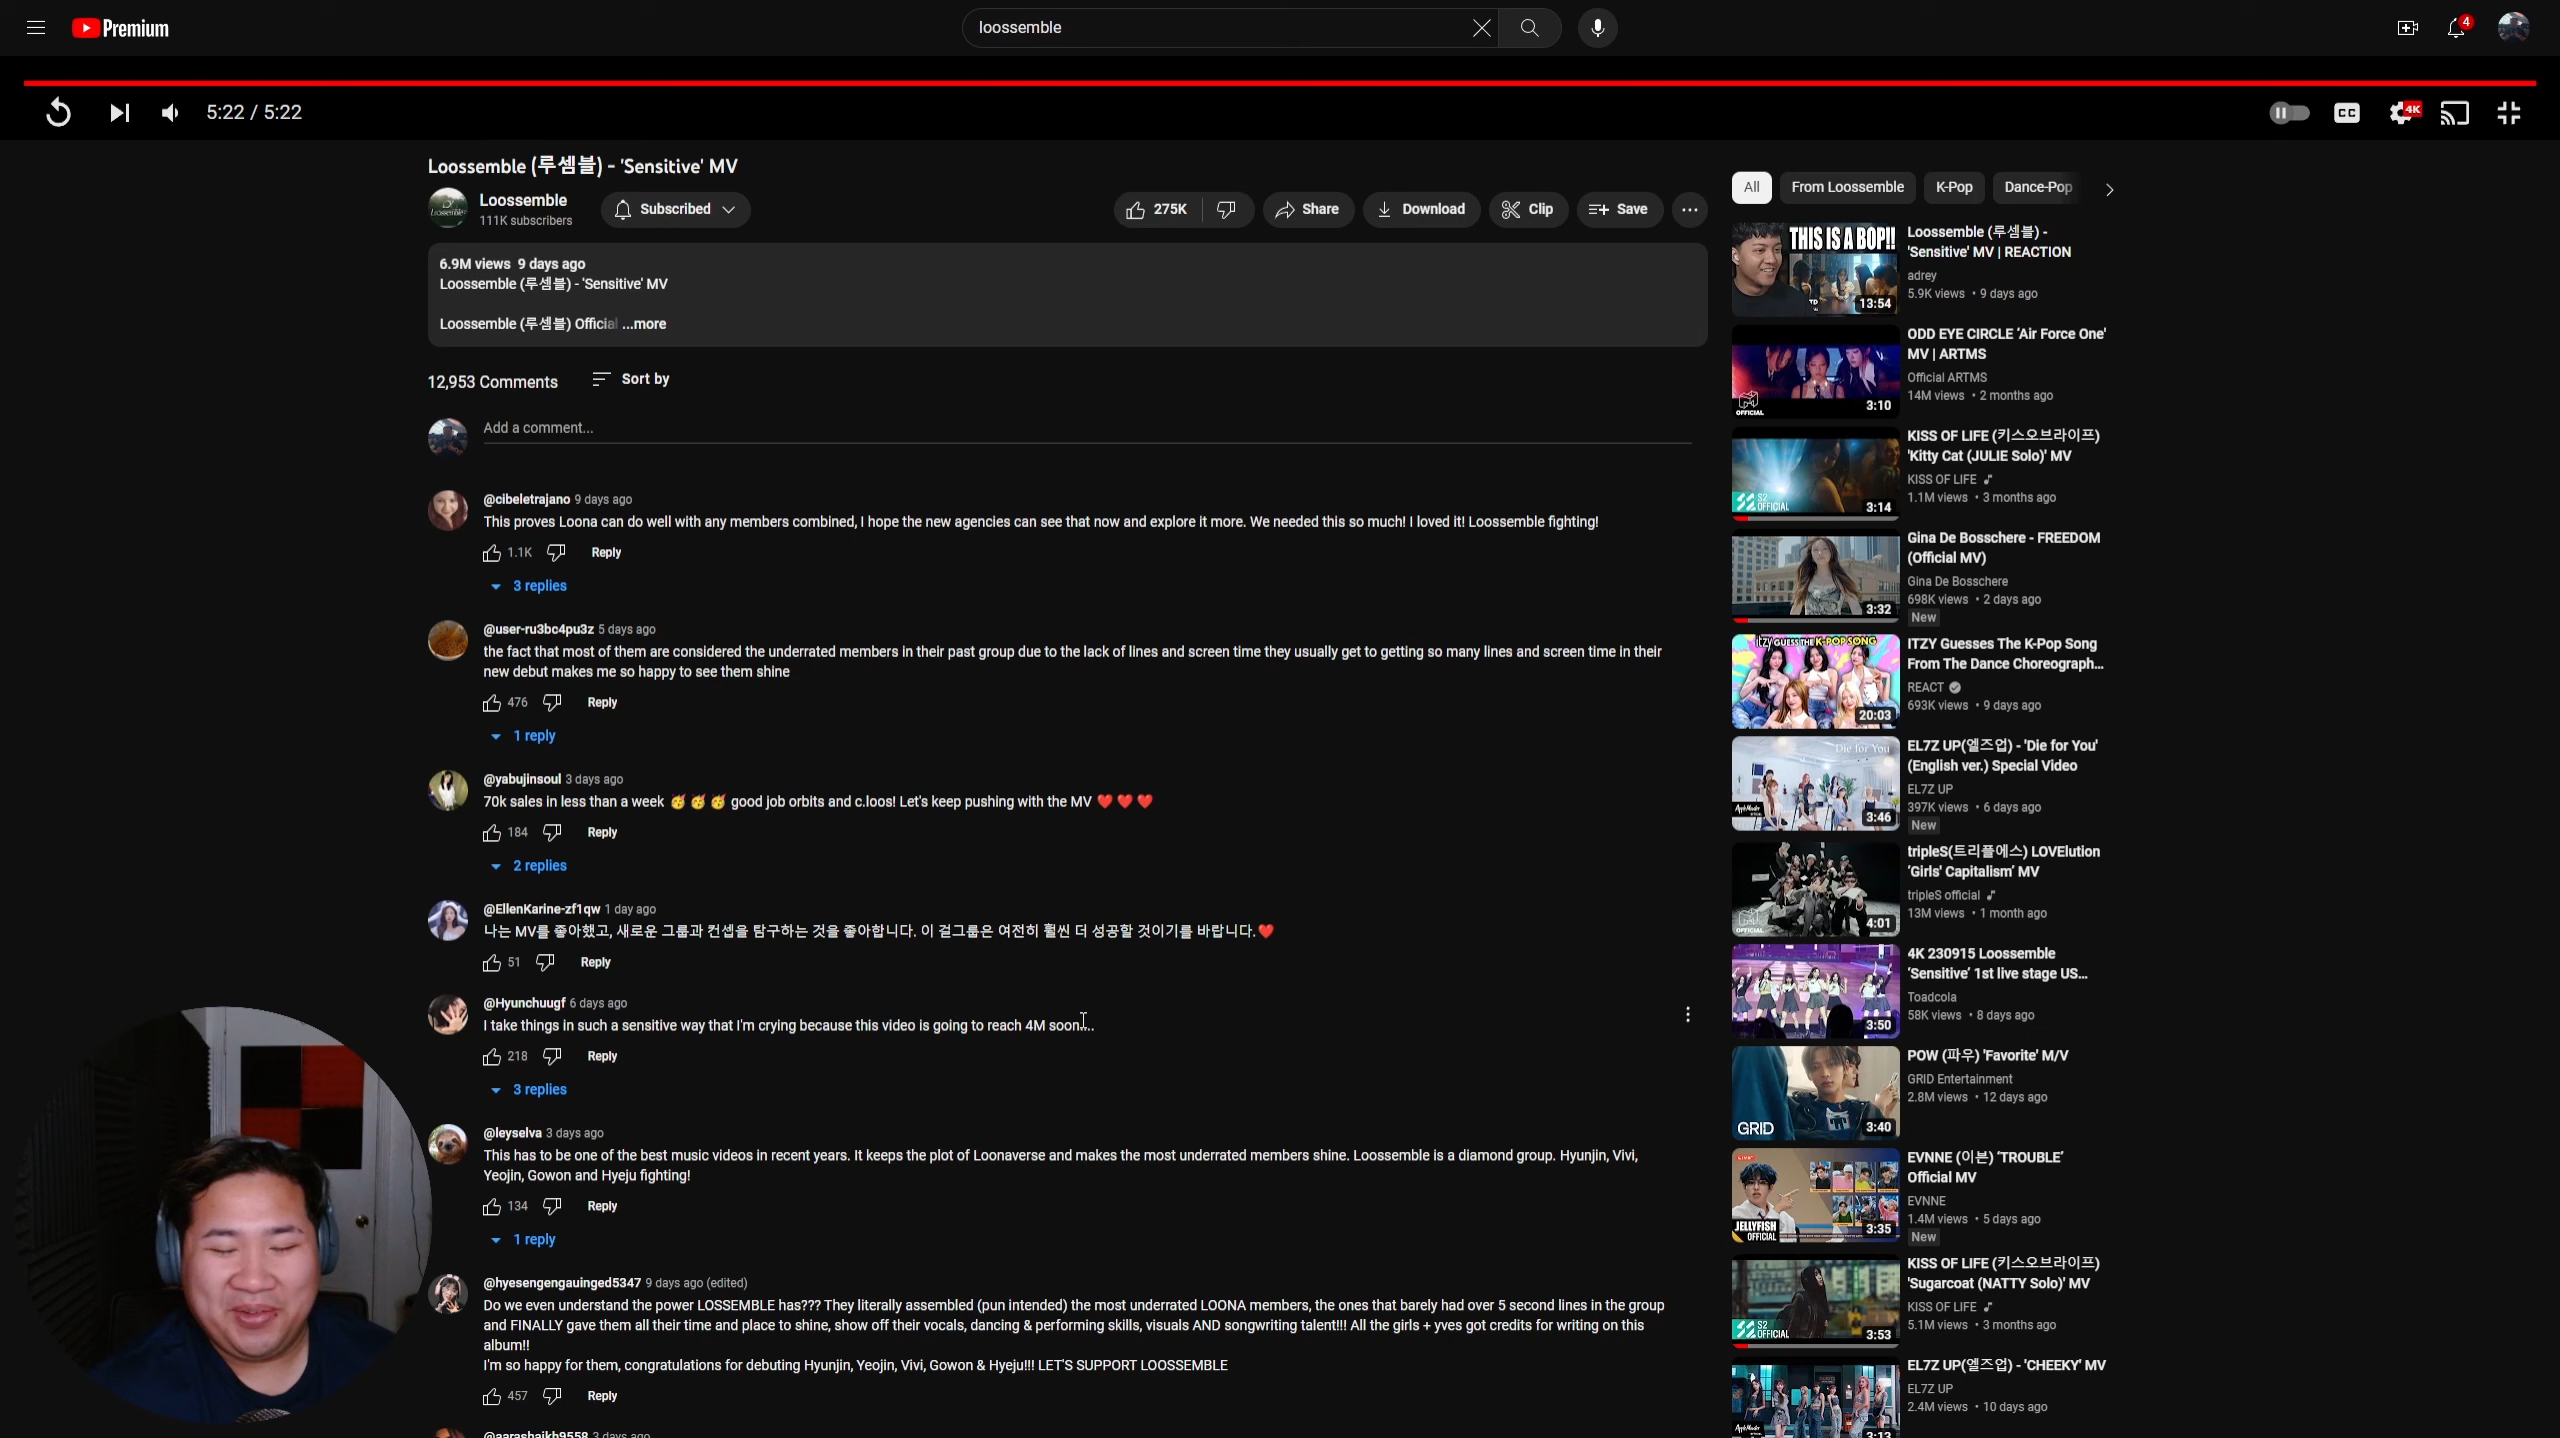 Premium
loossemble
4
5:22 / 5:22
CC
4K
Loossemble (루셈블) - 'Sensitive' MV
Loossemble
111K subscribers
Subscribed
275K
Share
Download
Clip
Save
6.9M views 9 days ago
Loossemble (루셈블) - 'Sensitive' MV
Loossemble (루셈블) Official ...more
12,953 Comments
Sort by
Add a comment...
@cibeletrajano 9 days ago
This proves Loona can do well with any members combined, I hope the new agencies can see that now and explore it more. We needed this so much! I loved it! Loossemble fighting!
1.1K Reply
3 replies
@user-ru3bc4pu3z 5 days ago
the fact that most of them are considered the underrated members in their past group due to the lack of lines and screen time they usually get to getting so many lines and screen time in their
new debut makes me so happy to see them shine
476 Reply
1 reply
@yabujinsoul 3 days ago
70k sales in less than a week 🥳 🥳 🥳 good job orbits and c.loos! Let's keep pushing with the MV ❤️ ❤️ ❤️
184 Reply
2 replies
@EllenKarine-zf1qw 1 day ago
나는 MV를 좋아했고, 새로운 그룹과 컨셉을 탐구하는 것을 좋아합니다. 이 걸그룹은 여전히 훨씬 더 성공할 것이기를 바랍니다.❤️
51 Reply
@Hyunchuugf 6 days ago
I take things in such a sensitive way that I'm crying because this video is going to reach 4M soon....
218 Reply
3 replies
@leyselva 3 days ago
This has to be one of the best music videos in recent years. It keeps the plot of Loonaverse and makes the most underrated members shine. Loossemble is a diamond group. Hyunjin, Vivi,
Yeojin, Gowon and Hyeju fighting!
134 Reply
1 reply
@hyesengengauinged5347 9 days ago (edited)
Do we even understand the power LOSSEMBLE has??? They literally assembled (pun intended) the most underrated LOONA members, the ones that barely had over 5 second lines in the group
and FINALLY gave them all their time and place to shine, show off their vocals, dancing & performing skills, visuals AND songwriting talent!!! All the girls + yves got credits for writing on this
album!!
I'm so happy for them, congratulations for debuting Hyunjin, Yeojin, Vivi, Gowon & Hyeju!!! LET'S SUPPORT LOOSSEMBLE
457 Reply
@aarashaikh9558 3 days ago
All
From Loossemble
K-Pop
Dance-Pop
THIS IS A BOP!!
13:54
Loossemble (루셈블) -
'Sensitive' MV | REACTION
adrey
5.9K views • 9 days ago
OFFICIAL
3:10
ODD EYE CIRCLE 'Air Force One'
MV | ARTMS
Official ARTMS
14M views • 2 months ago
S2
OFFICIAL
3:14
KISS OF LIFE (키스오브라이프)
'Kitty Cat (JULIE Solo)' MV
KISS OF LIFE
1.1M views • 3 months ago
3:32
Gina De Bosschere - FREEDOM
(Official MV)
Gina De Bosschere
698K views • 2 days ago
New
ITZY GUESS THE K-POP SONG
20:03
ITZY Guesses The K-Pop Song
From The Dance Choreograph...
REACT
693K views • 9 days ago
Die for You
3:46
EL7Z UP(엘즈업) - 'Die for You'
(English ver.) Special Video
EL7Z UP
397K views • 6 days ago
New
OFFICIAL
4:01
tripleS(트리플에스) LOVElution
'Girls' Capitalism' MV
tripleS official
13M views • 1 month ago
3:50
4K 230915 Loossemble
'Sensitive' 1st live stage US...
Toadcola
58K views • 8 days ago
GRID
3:40
POW (파우) 'Favorite' M/V
GRID Entertainment
2.8M views • 12 days ago
JELLYFISH
OFFICIAL
3:35
EVNNE (이븐) 'TROUBLE'
Official MV
EVNNE
1.4M views • 5 days ago
New
S2
OFFICIAL
3:53
KISS OF LIFE (키스오브라이프)
'Sugarcoat (NATTY Solo)' MV
KISS OF LIFE
5.1M views • 3 months ago
3:13
EL7Z UP(엘즈업) - 'CHEEKY' MV
EL7Z UP
2.4M views • 10 days ago